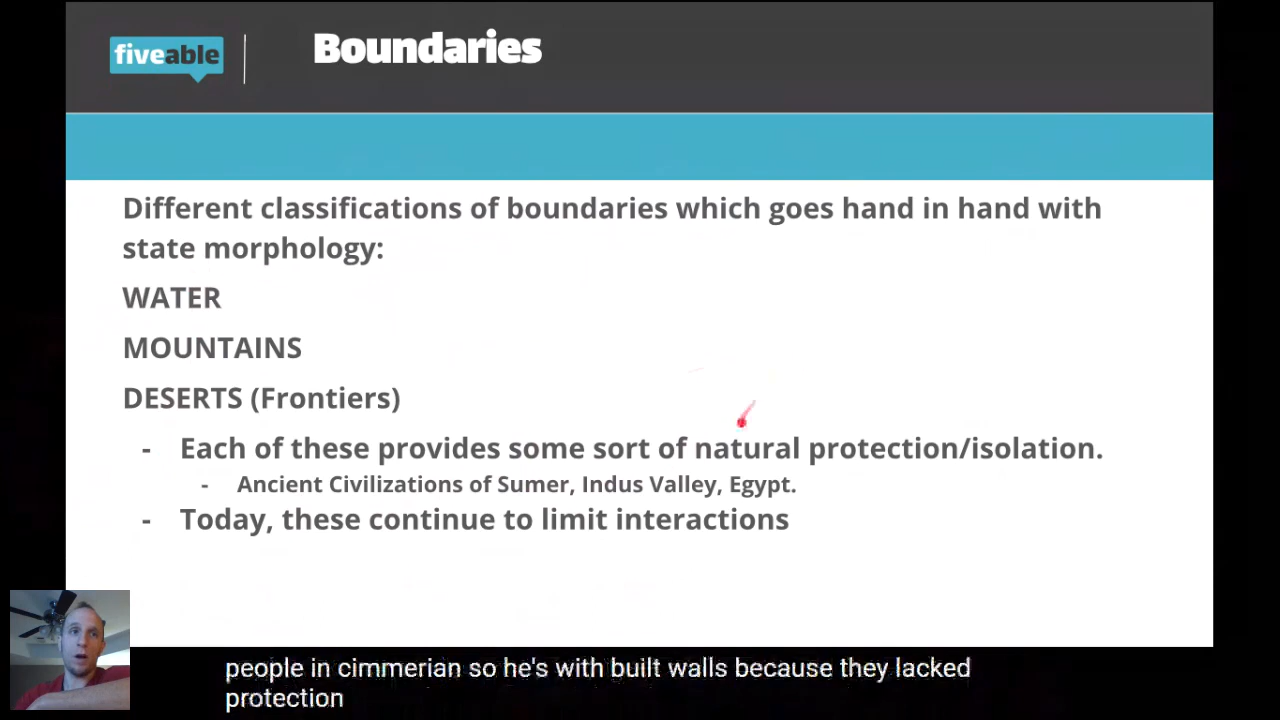 fiveable
Boundaries
Different classifications of boundaries which goes hand in hand with
state morphology:
WATER
MOUNTAINS
DESERTS (Frontiers)
- Each of these provides some sort of natural protection/isolation.
- Ancient Civilizations of Sumer, Indus Valley, Egypt.
- Today, these continue to limit interactions
people in cimmerian so he's with built walls because they lacked
protection